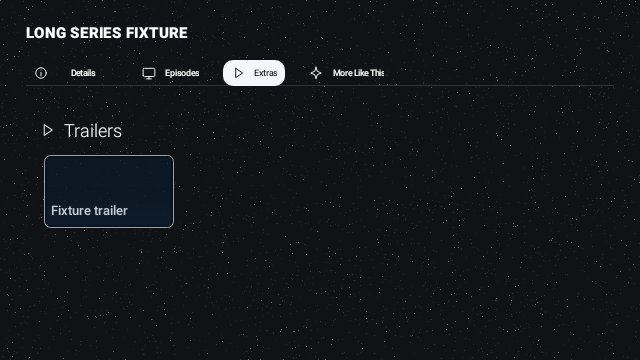 LONG SERIES FIXTURE
Details
Episodes
Extras
More Like This
Trailers
Fixture trailer